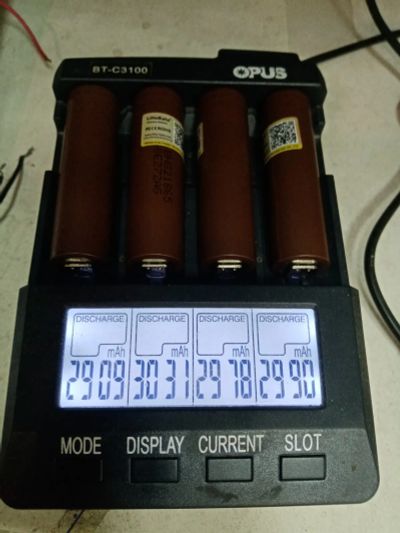 BT-C3100
OPUS
LiitoKala
DISCHARGE DISCHARGE DISCHARGE DISCHARGE
mAh mAh mAh mAh
2909 3031 2978 2990
MODE DISPLAY CURRENT SLOT